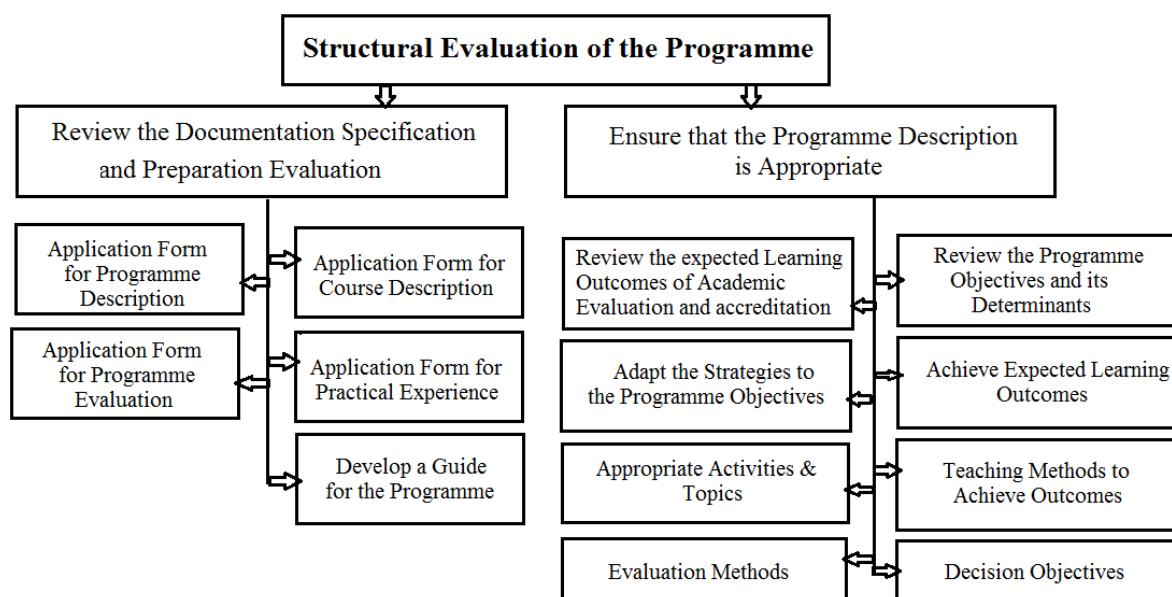 Structural Evaluation of the Programme
Review the Documentation Specification
and Preparation Evaluation
Ensure that the Programme Description
is Appropriate
Application Form
for Programme
Description
Application Form for
Course Description
Application Form
for Programme
Evaluation
Application Form for
Practical Experience
Develop a Guide
for the Programme
Review the expected Learning
Outcomes of Academic
Evaluation and accreditation
Review the Programme
Objectives and its
Determinants
Adapt the Strategies to
the Programme Objectives
Achieve Expected Learning
Outcomes
Appropriate Activities &
Topics
Teaching Methods to
Achieve Outcomes
Evaluation Methods
Decision Objectives